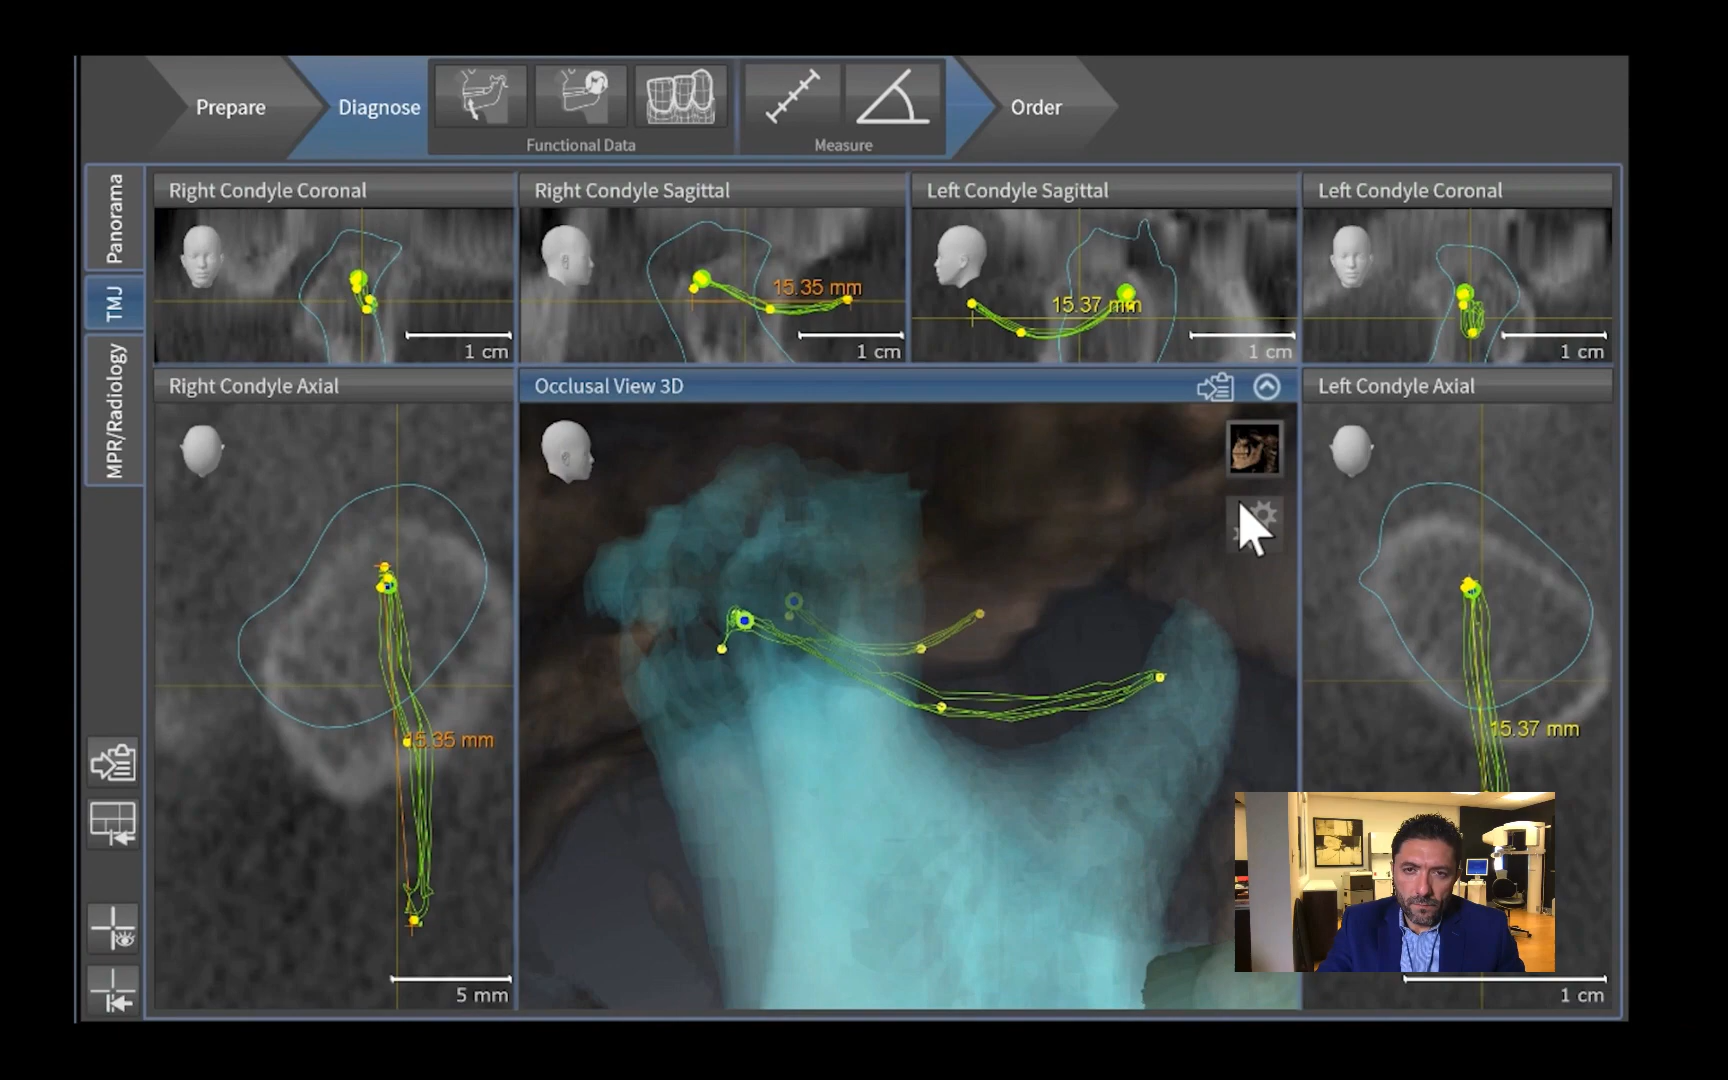 Prepare
Diagnose
Functional Data
Measure
Order
Panorama
TMJ
MPR/Radiology
Right Condyle Coronal
1 cm
Right Condyle Sagittal
15.35 mm
1 cm
Left Condyle Sagittal
15.37 mm
1 cm
Left Condyle Coronal
1 cm
Right Condyle Axial
15.35 mm
5 mm
Occlusal View 3D
Left Condyle Axial
15.37 mm
1 cm